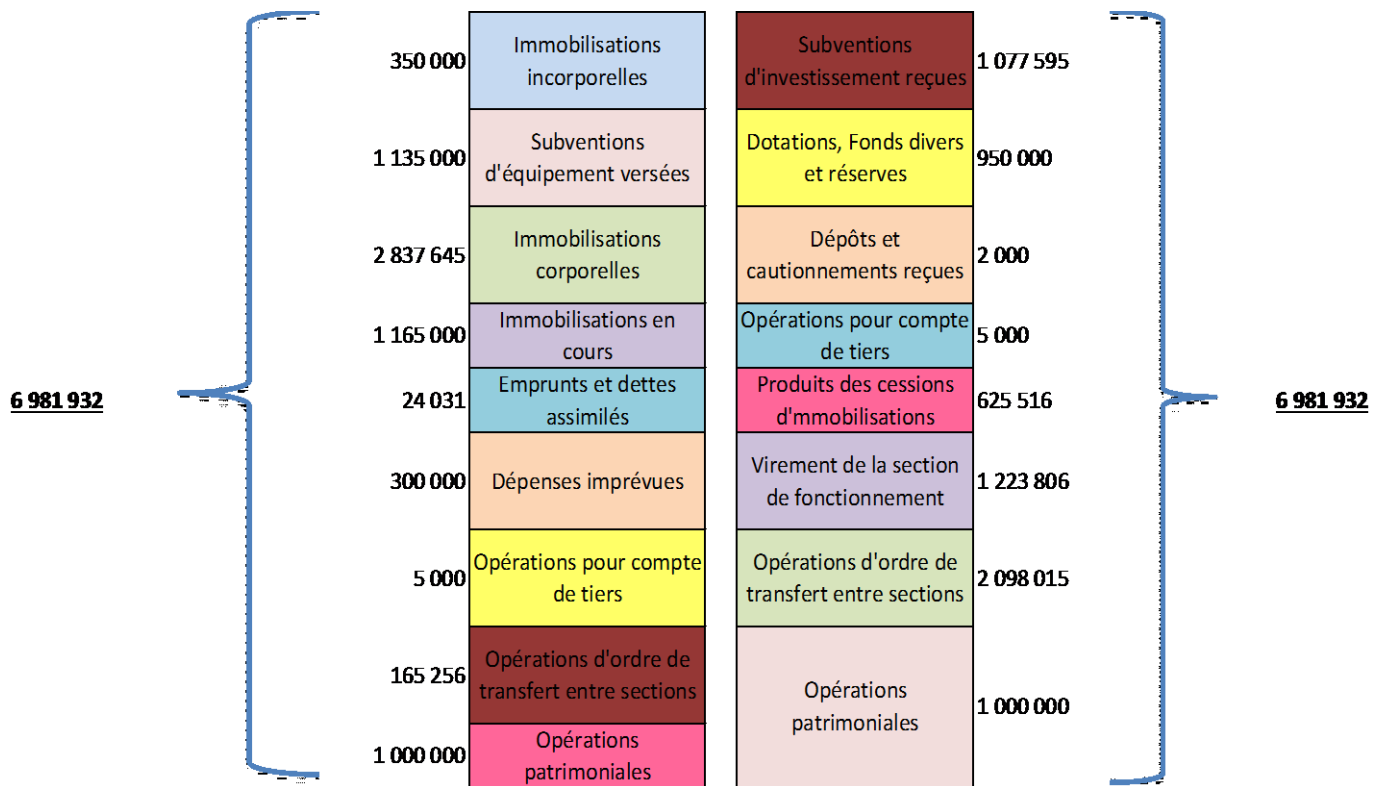 350 000
Immobilisations
incorporelles
1 135 000
Subventions
d'équipement versées
2 837 645
Immobilisations
corporelles
1 165 000
Immobilisations en
cours
6 981 932
24 031
Emprunts et dettes
assimilés
300 000
Dépenses imprévues
5 000
Opérations pour compte
de tiers
165 256
Opérations d'ordre de
transfert entre sections
1 000 000
Opérations
patrimoniales
Subventions
d'investissement reçues
1 077 595
Dotations, Fonds divers
et réserves
950 000
Dépôts et
cautionnements reçues
2 000
Opérations pour compte
de tiers
5 000
Produits des cessions
d'mmobilisations
625 516
6 981 932
Virement de la section
de fonctionnement
1 223 806
Opérations d'ordre de
transfert entre sections
2 098 015
Opérations
patrimoniales
1 000 000